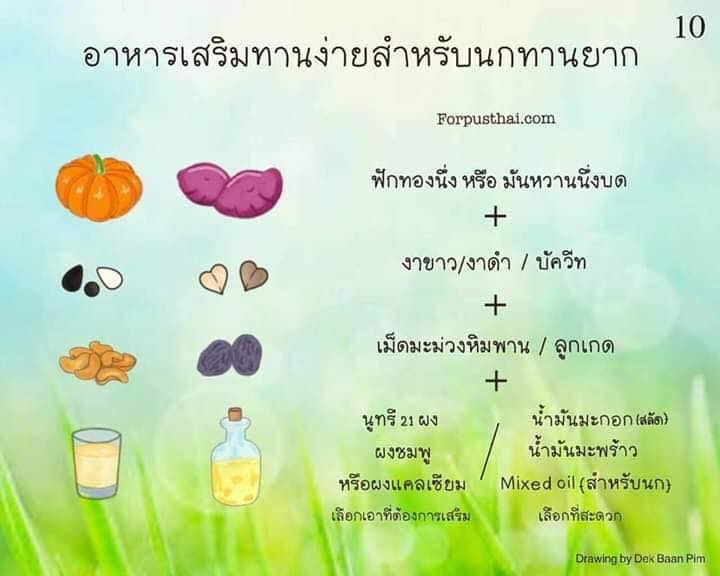 10
อาหารเสริมทานง่ายสำหรับนกทานยาก
Forpusthai.com
ฟักทองนึ่ง หรือ มันหวานนึ่งบด
+
งาขาว/งาดำ / บัควีท
+
เม็ดมะม่วงหิมพาน / ลูกเกด
+
นูทรี 21 ผง / น้ำมันมะกอก (สลัด)
ผงชมพู น้ำมันมะพร้าว
หรือผงแคลเซียม Mixed oil (สำหรับนก)
เลือกเอาที่ต้องการเสริม เลือกที่สะดวก
Drawing by Dek Baan Pim